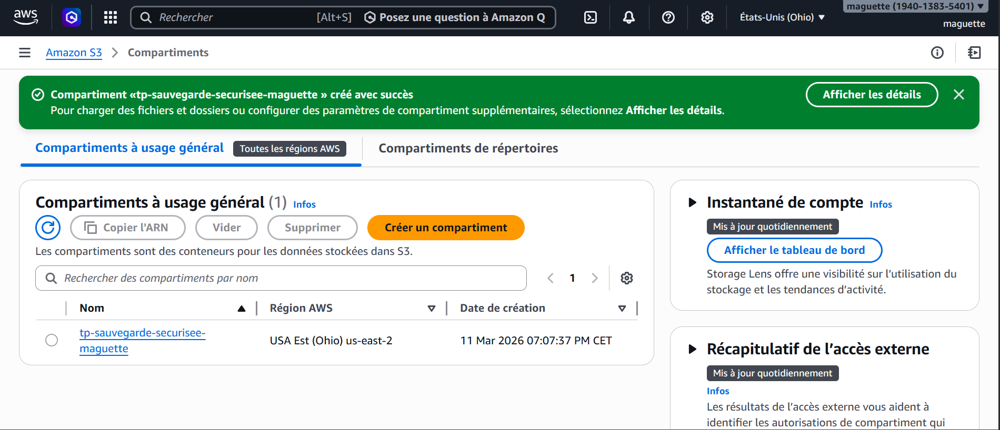 aws
Rechercher [Alt+S] Posez une question à Amazon Q
États-Unis (Ohio)
maguette (1940-1383-5401)
maguette
Amazon S3 Compartiments
Compartiment «tp-sauvegarde-securisee-maguette » créé avec succès
Pour charger des fichiers et dossiers ou configurer des paramètres de compartiment supplémentaires, sélectionnez Afficher les détails.
Afficher les détails
Compartiments à usage général Toutes les régions AWS Compartiments de répertoires
Compartiments à usage général (1) Infos
Copier l'ARN Vider Supprimer Créer un compartiment
Les compartiments sont des conteneurs pour les données stockées dans S3.
Rechercher des compartiments par nom
1
Nom Région AWS Date de création
tp-sauvegarde-securisee-
maguette
USA Est (Ohio) us-east-2 11 Mar 2026 07:07:37 PM CET
Instantané de compte Infos
Mis à jour quotidiennement
Afficher le tableau de bord
Storage Lens offre une visibilité sur l’utilisation du
stockage et les tendances d’activité.
Récapitulatif de l’accès externe
Mis à jour quotidiennement
Infos
Les résultats de l’accès externe vous aident à
identifier les autorisations de compartiment qui